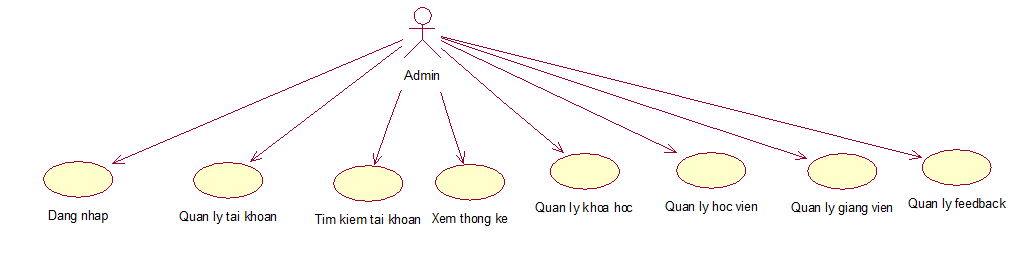 Admin
Dang nhap
Quan ly tai khoan
Tim kiem tai khoan
Xem thong ke
Quan ly khoa hoc
Quan ly hoc vien
Quan ly giang vien
Quan ly feedback